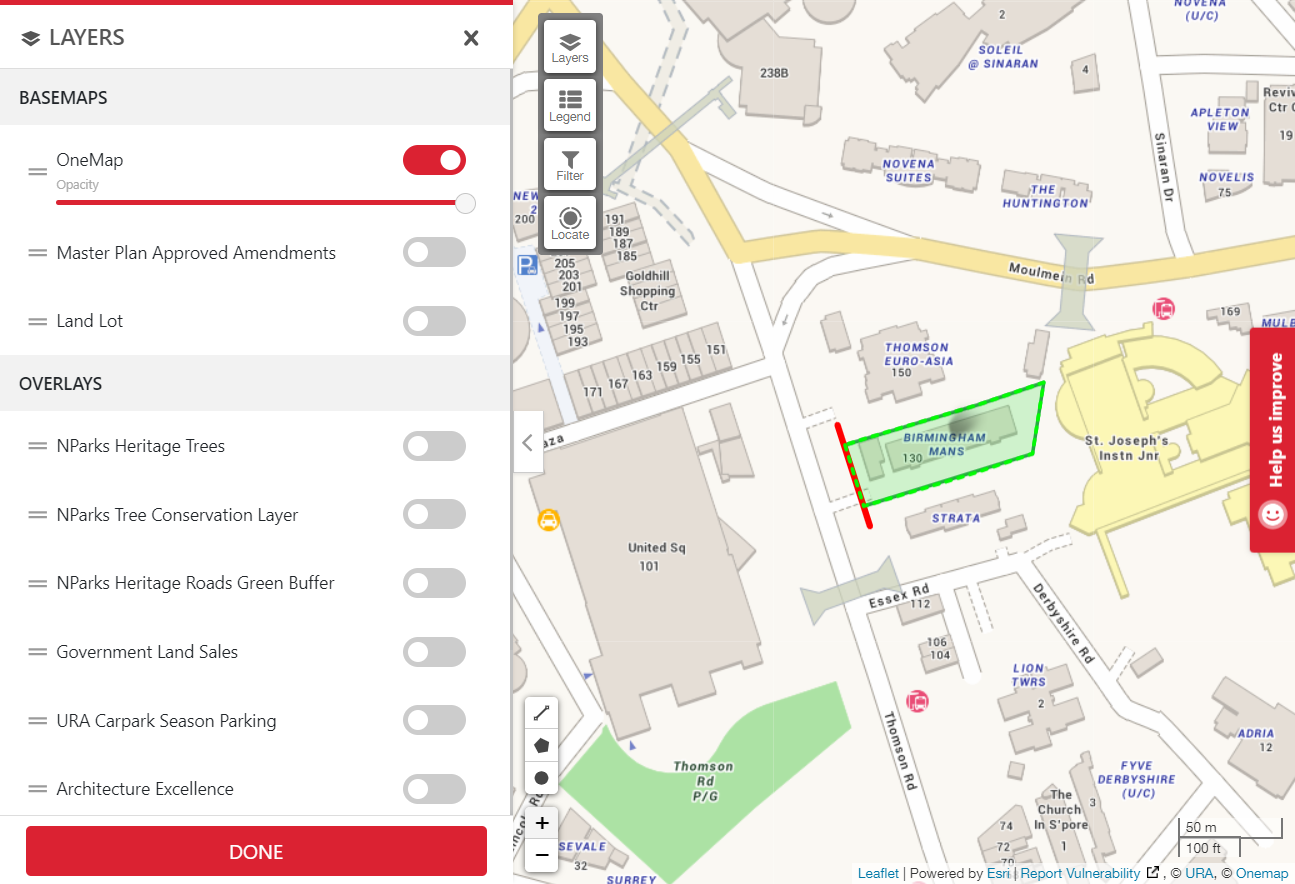 LAYERS
BASEMAPS
OneMap
Opacity
Master Plan Approved Amendments
Land Lot
OVERLAYS
NParks Heritage Trees
NParks Tree Conservation Layer
NParks Heritage Roads Green Buffer
Government Land Sales
URA Carpark Season Parking
Architecture Excellence
DONE
Layers
Legend
Filter
Locate
NOVENA
(U/C)
2
SOLEIL
@ SINARAN
4
238B
APLETON
VIEW
19
Sinaran Dr
NOVENA
SUITES
THE
HUNTINGTON
NOVELIS
75
200
191
189
187
185
P
205
203
201
199
197
195
193
Goldhill
Shopping
Ctr
Moulmein Rd
169
151
155
159
163
167
171
THOMSON
EURO-ASIA
150
BIRMINGHAM
MANS
130
St. Joseph's
Instn Jnr
STRATA
United Sq
101
Essex Rd
112
106
104
Derbyshire Rd
LION
TWRS
2
Thomson Rd
Thomson
Rd
P/G
ADRIA
12
FYVE
DERBYSHIRE
(U/C)
The
Church
In S'pore
3
74
72
70
1
32
SURREY
Help us improve
+
−
50 m
100 ft
Leaflet | Powered by Esri | Report Vulnerability , © URA, © Onemap